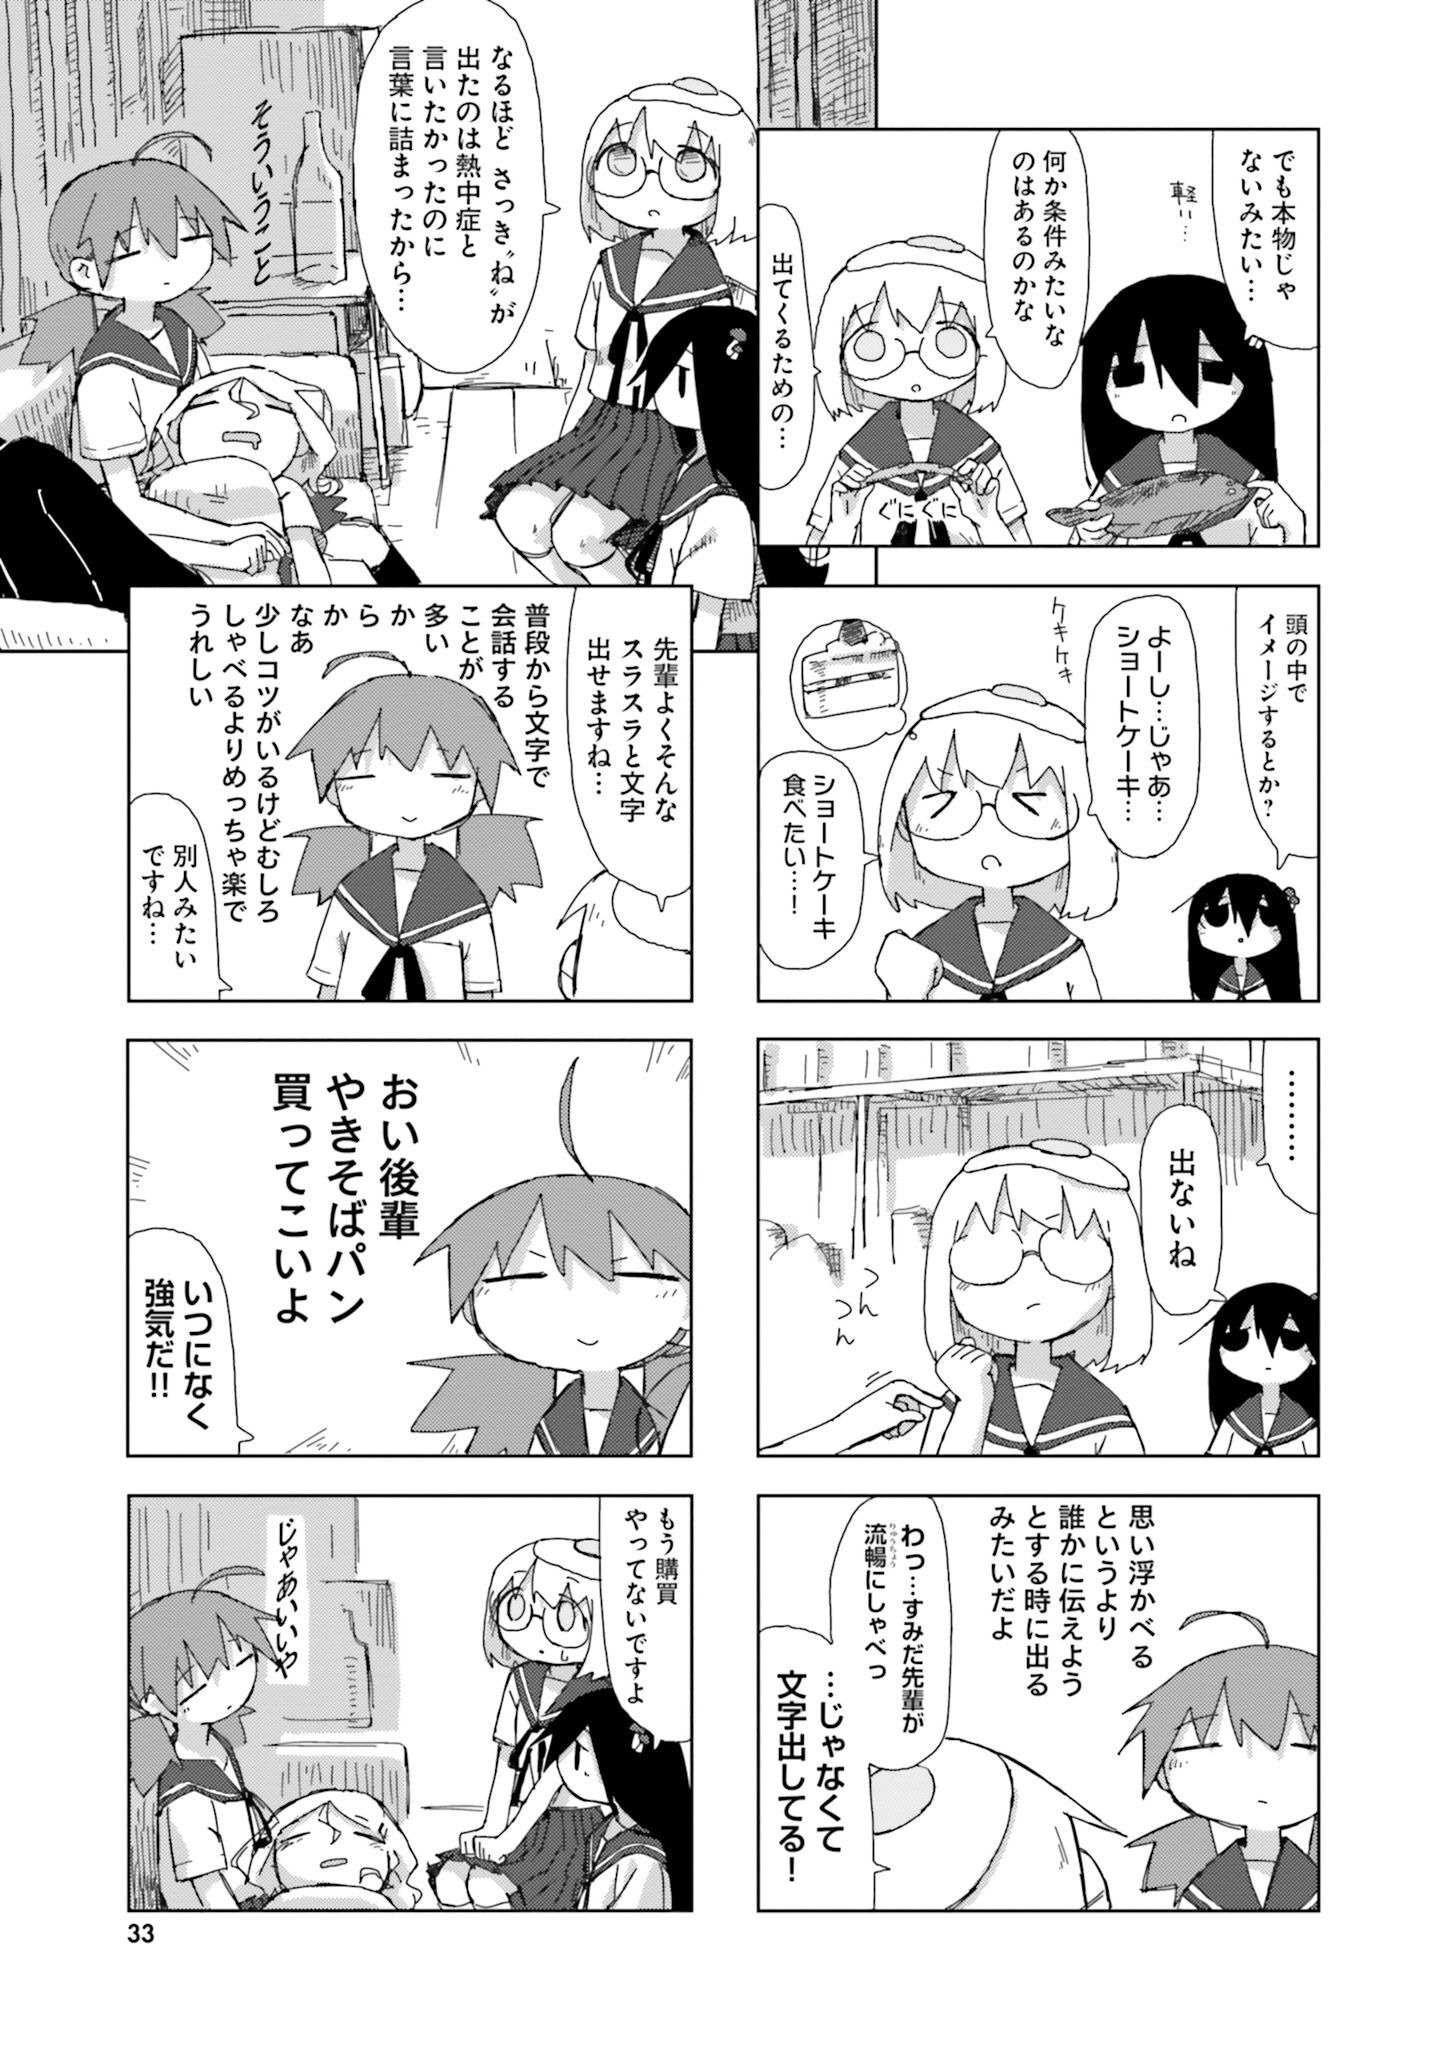 でも本物じゃ
ないみたい…
軽い…
何か条件みたいな
のはあるのかな
出てくるための…
ぐにぐに
頭の中で
イメージするとか?
よーし…じゃあ…
ショートケーキ…
ケキケキ
ショートケーキ
食べたい…!
………
出ないね
つん
つん
思い浮かべる
というより
誰かに伝えよう
とする時に出る
みたいだよ
わっ…すみだ先輩が
流暢にしゃべっ
りゅうちょう
…じゃなくて
文字出してる!
なるほど さっき〝ね〟が
出たのは熱中症と
言いたかったのに
言葉に詰まったから…
そういうこと
先輩よくそんな
スラスラと文字
出せますね…
普段から文字で
会話する
ことが
多い
か
ら
か
なあ
少しコツがいるけどむしろ
しゃべるよりめっちゃ楽で
うれしい
別人みたい
ですね…
おい後輩
やきそばパン
買ってこいよ
いつになく
強気だ!!
もう購買
やってないですよ
じゃあいいや
33